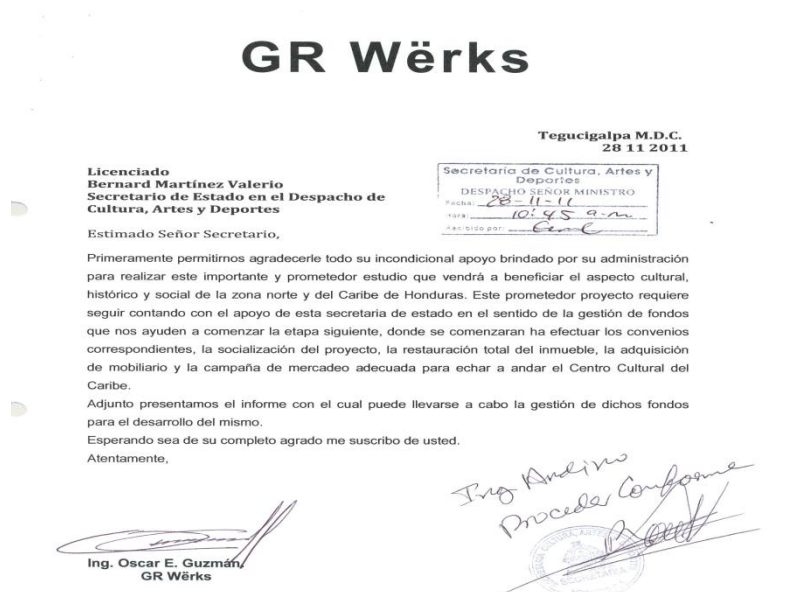 GR Wërks
Tegucigalpa M.D.C.
28 11 2011
Licenciado
Bernard Martínez Valerio
Secretario de Estado en el Despacho de
Cultura, Artes y Deportes
Secretaría de Cultura, Artes y
Deportes
DESPACHO SEÑOR MINISTRO
Fecha: 28-11-11
Hora: 10:45 a-m
Recibido por:
Estimado Señor Secretario,
Primeramente permitirnos agradecerle todo su incondicional apoyo brindado por su administración
para realizar este importante y prometedor estudio que vendrá a beneficiar el aspecto cultural,
histórico y social de la zona norte y del Caribe de Honduras. Este prometedor proyecto requiere
seguir contando con el apoyo de esta secretaria de estado en el sentido de la gestión de fondos
que nos ayuden a comenzar la etapa siguiente, donde se comenzaran ha efectuar los convenios
correspondientes, la socialización del proyecto, la restauración total del inmueble, la adquisición
de mobiliario y la campaña de mercadeo adecuada para echar a andar el Centro Cultural del
Caribe.
Adjunto presentamos el informe con el cual puede llevarse a cabo la gestión de dichos fondos
para el desarrollo del mismo.
Esperando sea de su completo agrado me suscribo de usted.
Atentamente,
Ing Andino
Proceder Conforme
Ing. Oscar E. Guzmán,
GR Wërks